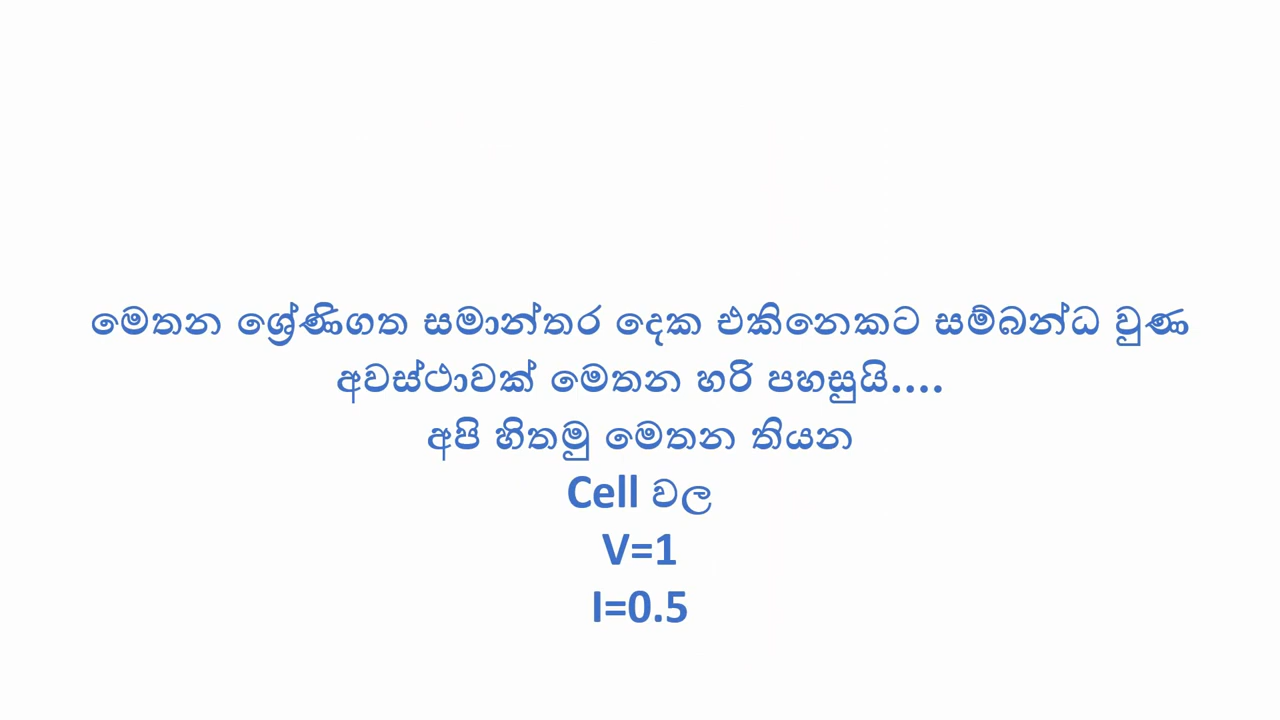 මෙතන ශ්‍රේණිගත සමාන්තර දෙක එකිනෙකට සම්බන්ධ වුණ
අවස්ථාවක් මෙතන හරි පහසුයි....
අපි හිතමු මෙතන තියන
Cell වල
V=1
I=0.5